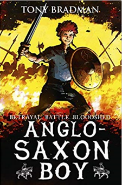 TONY BRADMAN
BETRAYAL. BATTLE. BLOODSHED.
ANGLO-
SAXON
BOY